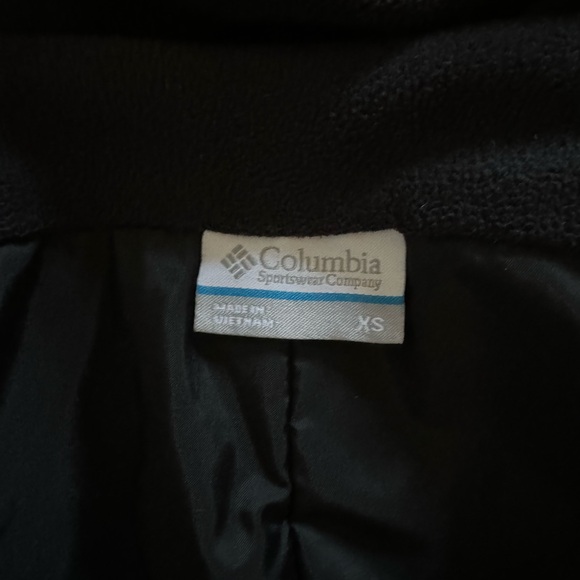 Columbia
Sportswear Company
MADE IN
VIETNAM
XS